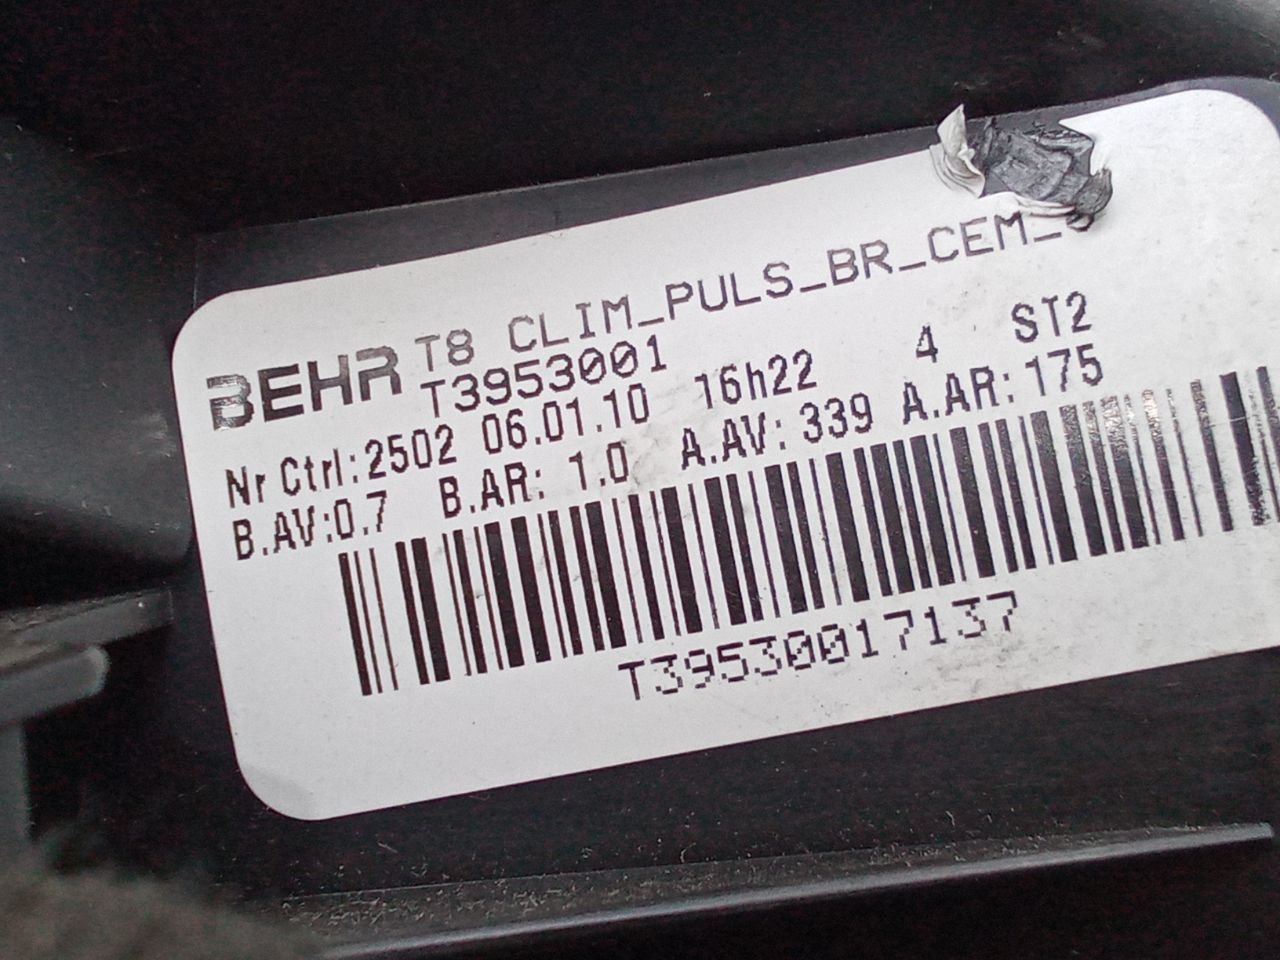 BEHR T8 CLIM_PULS_BR_CEM_
T3953001
Nr Ctrl:2502 06.01.10 16h22 4 ST2
B.AV:0.7 B.AR: 1.0 A.AV: 339 A.AR: 175
T39530017137